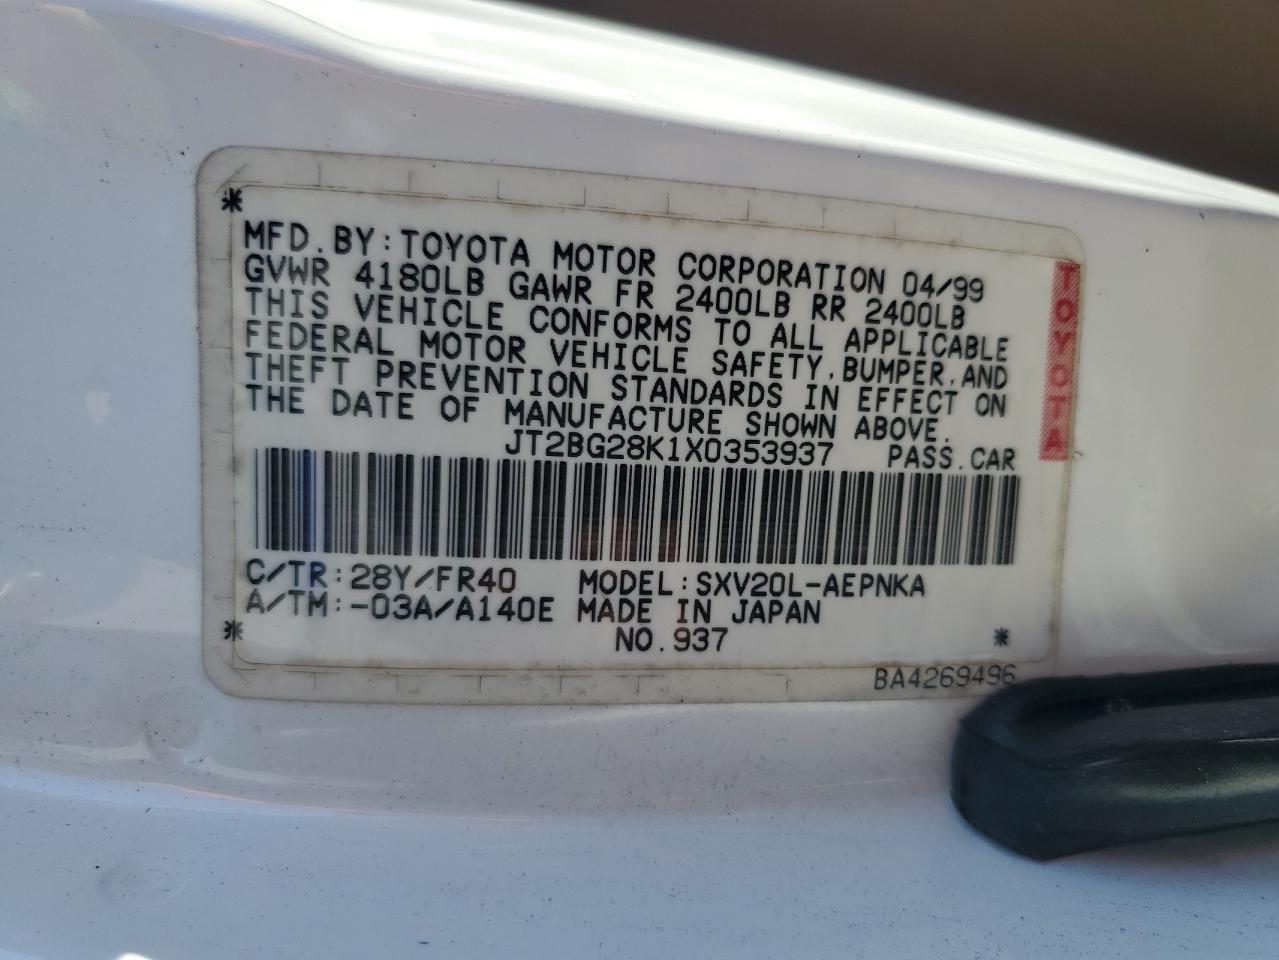 MFD. BY: TOYOTA MOTOR CORPORATION 04/99
GVWR 4180LB GAWR FR 2400LB RR 2400LB
THIS VEHICLE CONFORMS TO ALL APPLICABLE
FEDERAL MOTOR VEHICLE SAFETY, BUMPER, AND
THEFT PREVENTION STANDARDS IN EFFECT ON
THE DATE OF MANUFACTURE SHOWN ABOVE.
JT2BG28K1X0353937 PASS. CAR
C/TR: 28Y/FR40 MODEL: SXV20L-AEPNKA
A/TM: -03A/A140E MADE IN JAPAN
NO. 937
BA4269496
TOYOTA